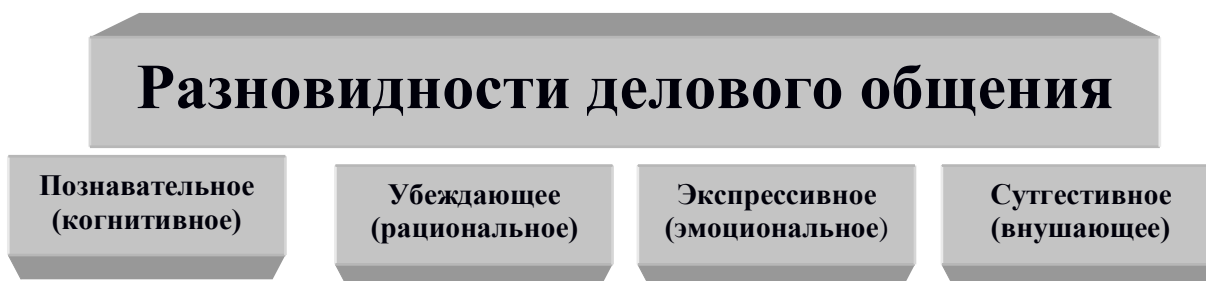 Разновидности делового общения
Познавательное
(когнитивное)
Убеждающее
(рациональное)
Экспрессивное
(эмоциональное)
Сутгестивное
(внушающее)